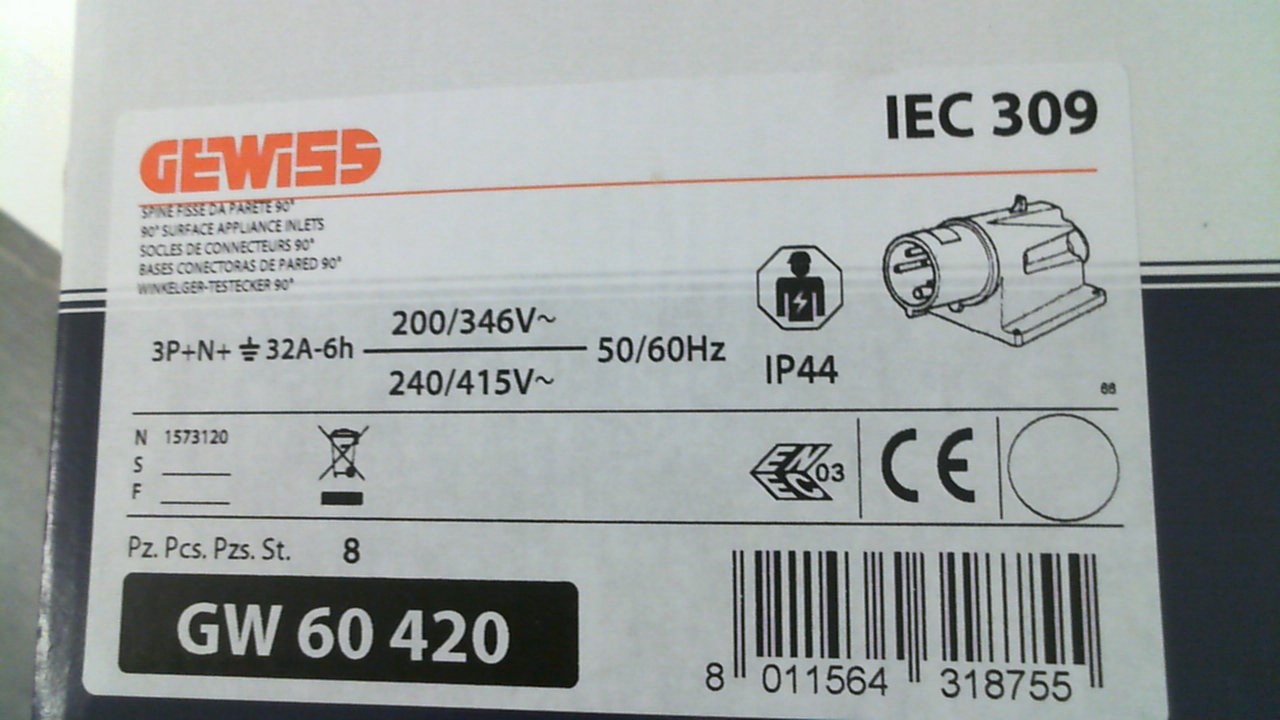 IEC 309
GEWiSS
SPINE FISSE DA PARETE 90°
90° SURFACE APPLIANCE INLETS
SOCLES DE CONNECTEURS 90°
BASES CONECTORAS DE PARED 90°
WINKELGER-TESTECKER 90°
3P+N+ ⏚ 32A-6h 200/346V~ 50/60Hz
240/415V~
IP44
N 1573120
S
F
EN
EC 03
CE
Pz. Pcs. Pzs. St. 8
GW 60 420
8 011564 318755